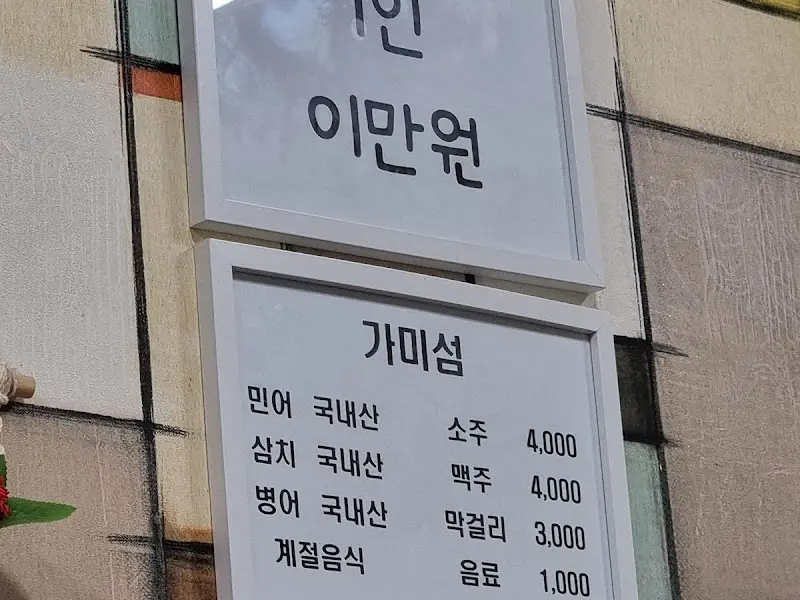 이만원
가미섬
민어 국내산 소주 4,000
삼치 국내산 맥주 4,000
병어 국내산 막걸리 3,000
계절음식 음료 1,000